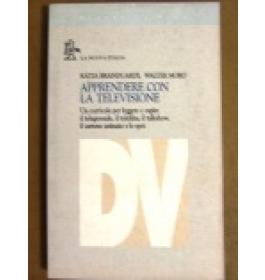 LA NUOVA ITALIA
KATIA BRANDUARDI, WALTER MORO
APPRENDERE CON
LA TELEVISIONE
Un curricolo per leggere e capire
il telegiornale, il telefilm, il talkshow,
il cartone animato e lo spot
DV